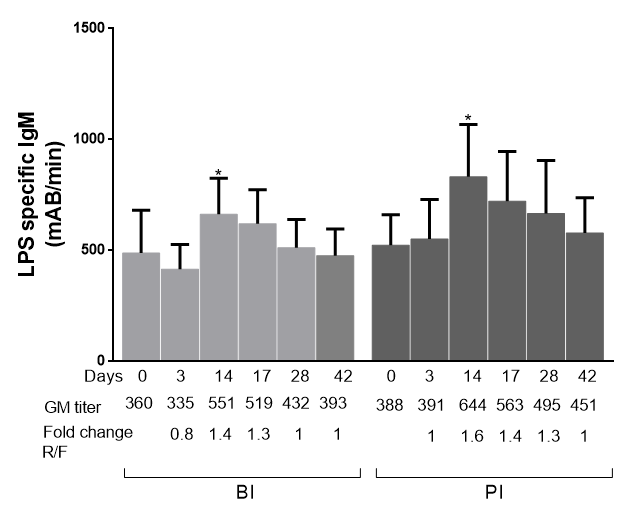 1500
1000
500
0
LPS specific IgM
(mAB/min)
*
*
Days 0 3 14 17 28 42 0 3 14 17 28 42
GM titer 360 335 551 519 432 393 388 391 644 563 495 451
Fold change 0.8 1.4 1.3 1 1 1 1.6 1.4 1.3 1
R/F
BI PI